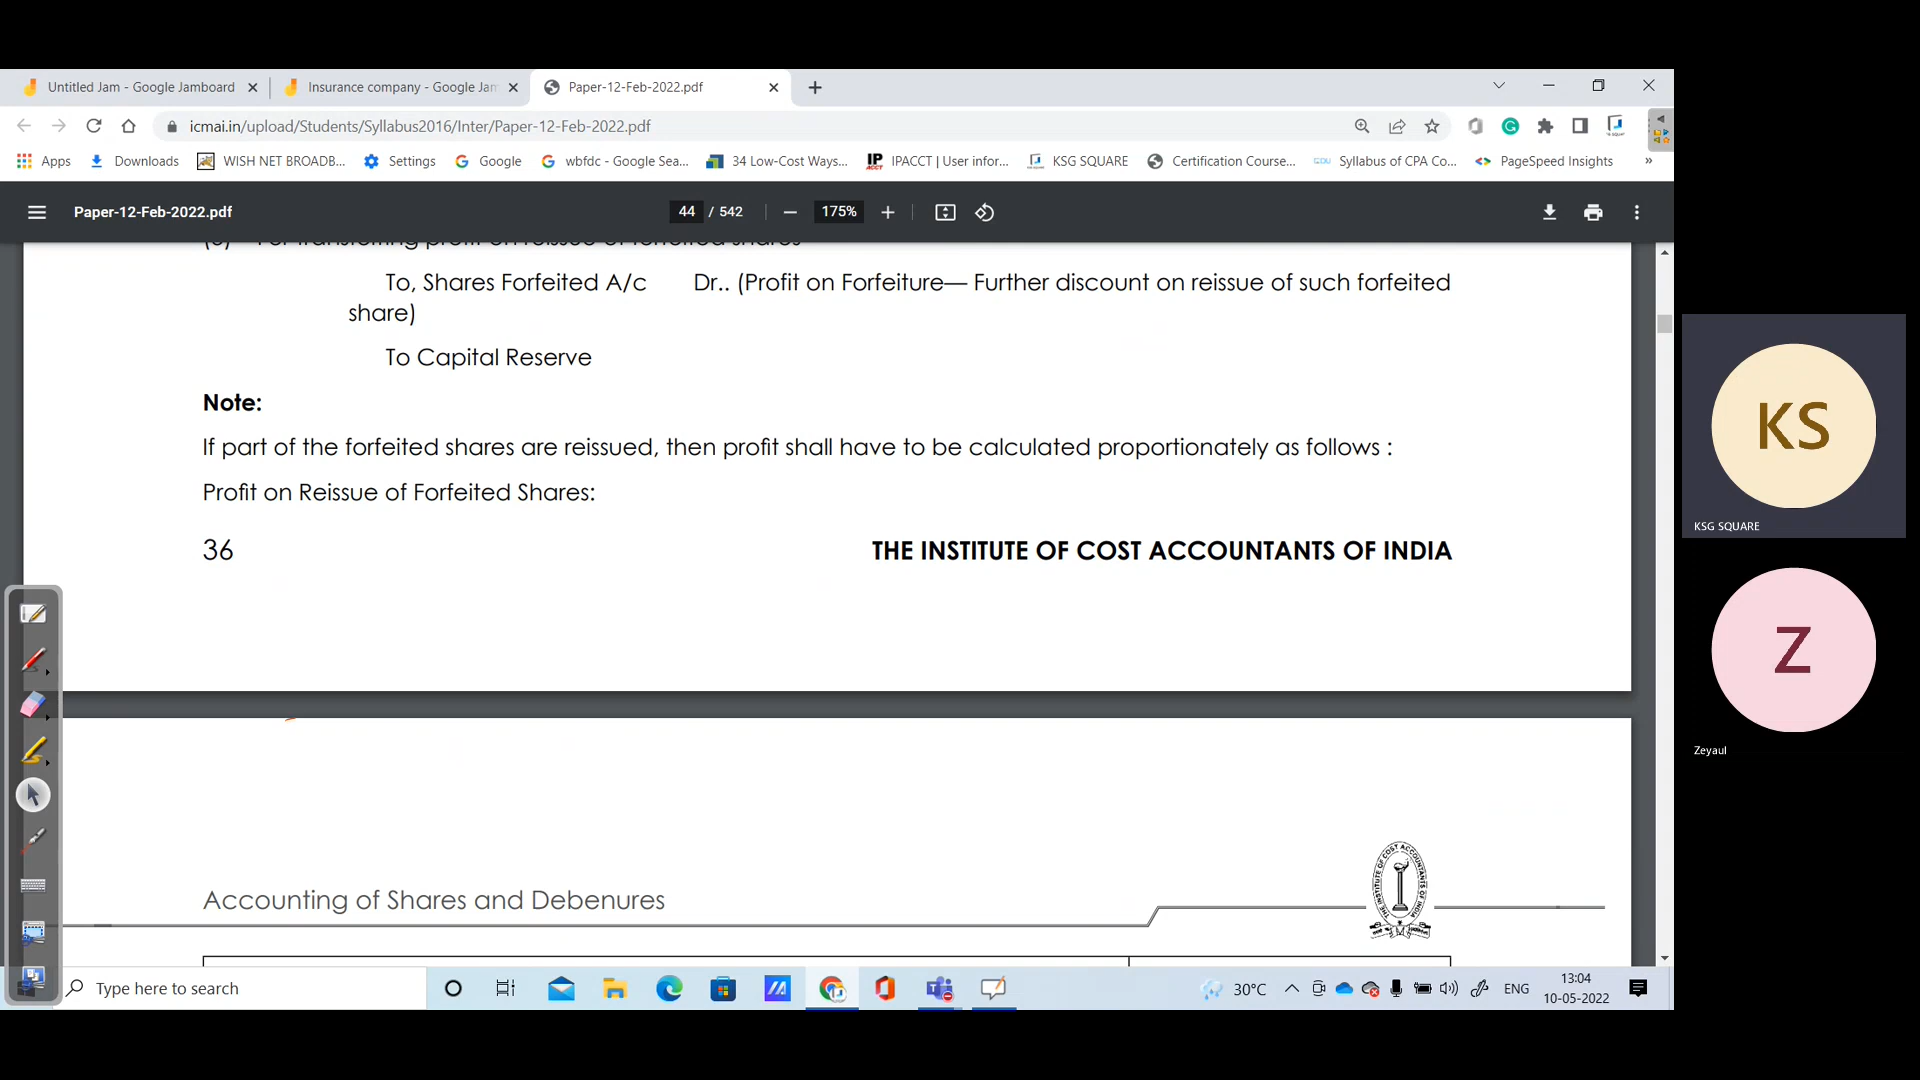 Untitled Jam - Google Jamboard
Insurance company - Google Jam
Paper-12-Feb-2022.pdf
icmai.in/upload/Students/Syllabus2016/Inter/Paper-12-Feb-2022.pdf
Apps
Downloads
WISH NET BROADB...
Settings
Google
wbfdc - Google Sea...
34 Low-Cost Ways...
IPACCT | User infor...
KSG SQUARE
Certification Course...
Syllabus of CPA Co...
PageSpeed Insights
»
Paper-12-Feb-2022.pdf
44 / 542
175%
To, Shares Forfeited A/c Dr.. (Profit on Forfeiture— Further discount on reissue of such forfeited
share)
To Capital Reserve
Note:
If part of the forfeited shares are reissued, then profit shall have to be calculated proportionately as follows :
Profit on Reissue of Forfeited Shares:
36
THE INSTITUTE OF COST ACCOUNTANTS OF INDIA
Accounting of Shares and Debenures
Type here to search
30°C
ENG
13:04
10-05-2022
KS
KSG SQUARE
Z
Zeyaul